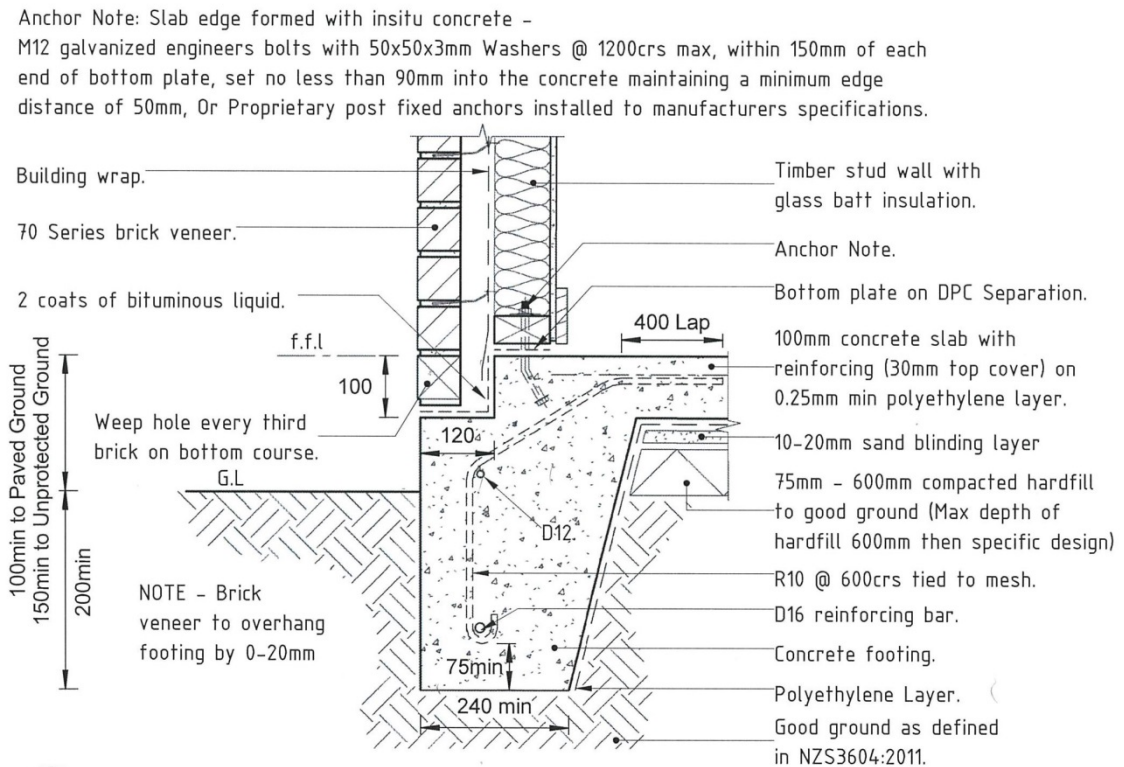 Anchor Note: Slab edge formed with insitu concrete -
M12 galvanized engineers bolts with 50x50x3mm Washers @ 1200crs max, within 150mm of each
end of bottom plate, set no less than 90mm into the concrete maintaining a minimum edge
distance of 50mm, Or Proprietary post fixed anchors installed to manufacturers specifications.
Building wrap.
70 Series brick veneer.
2 coats of bituminous liquid.
f.f.l
100
Weep hole every third
brick on bottom course.
120
G.L
100min to Paved Ground
150min to Unprotected Ground
200min
NOTE - Brick
veneer to overhang
footing by 0-20mm
D12.
75min
240 min
400 Lap
Timber stud wall with
glass batt insulation.
Anchor Note.
Bottom plate on DPC Separation.
100mm concrete slab with
reinforcing (30mm top cover) on
0.25mm min polyethylene layer.
10-20mm sand blinding layer
75mm - 600mm compacted hardfill
to good ground (Max depth of
hardfill 600mm then specific design)
R10 @ 600crs tied to mesh.
D16 reinforcing bar.
Concrete footing.
Polyethylene Layer.
Good ground as defined
in NZS3604:2011.